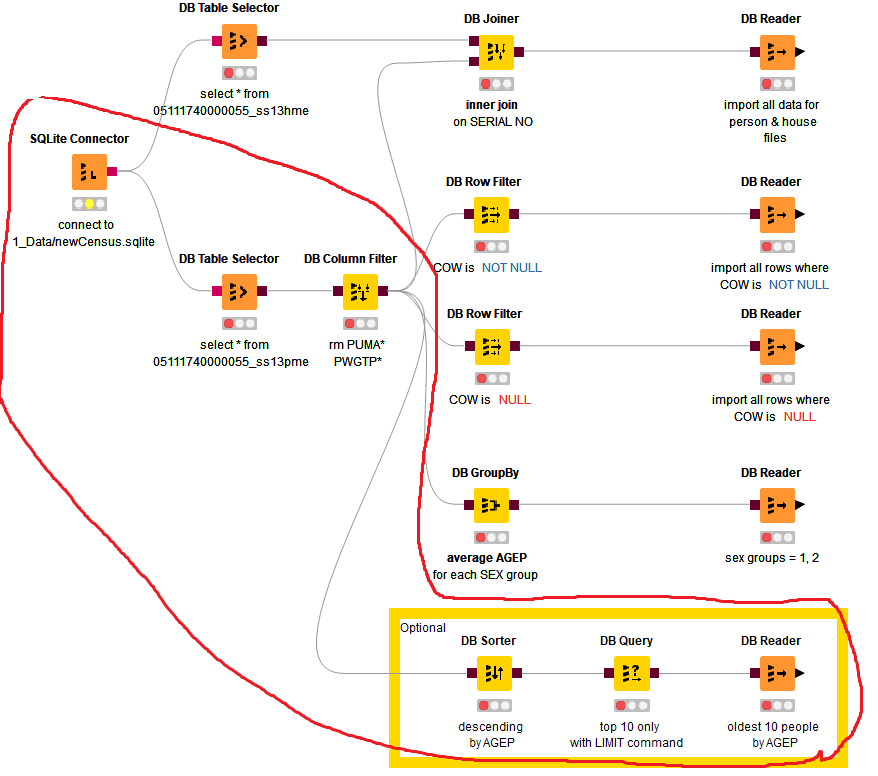 DB Table Selector
select * from
05111740000055_ss13hme
DB Joiner
inner join
on SERIAL NO
DB Reader
import all data for
person & house
files
SQLite Connector
connect to
1_Data/newCensus.sqlite
DB Table Selector
select * from
05111740000055_ss13pme
DB Column Filter
rm PUMA*
PWGTP*
DB Row Filter
COW is NOT NULL
DB Reader
import all rows where
COW is NOT NULL
DB Row Filter
COW is NULL
DB Reader
import all rows where
COW is NULL
DB GroupBy
average AGEP
for each SEX group
DB Reader
sex groups = 1, 2
Optional
DB Sorter
descending
by AGEP
DB Query
top 10 only
with LIMIT command
DB Reader
oldest 10 people
by AGEP